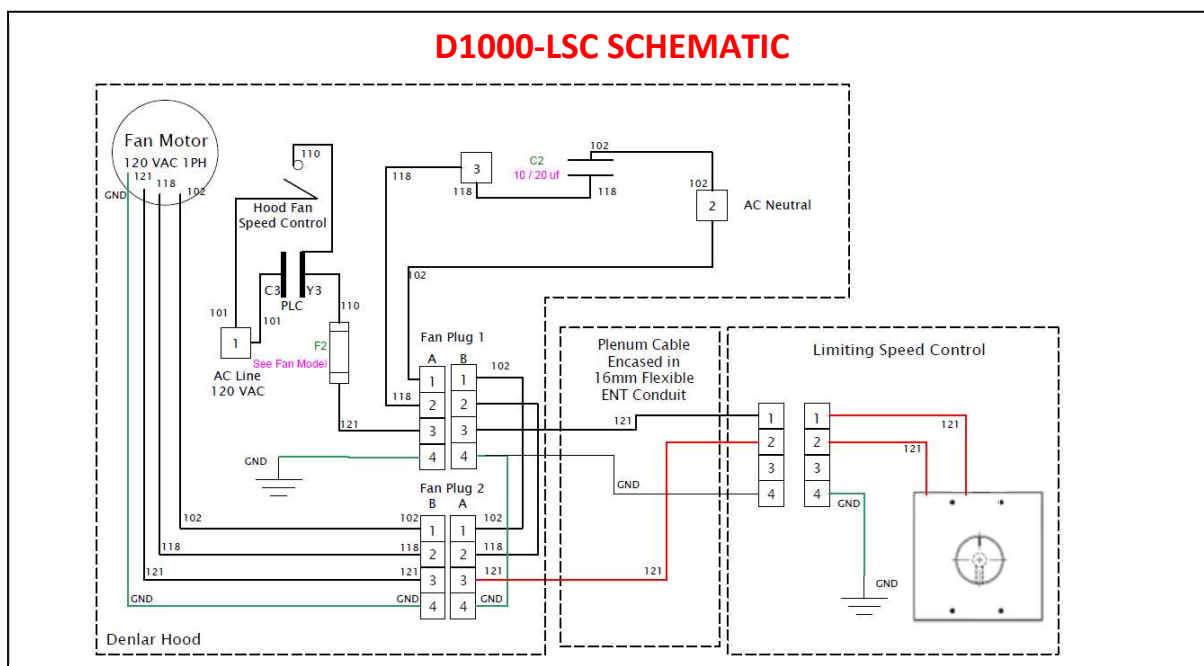 D1000-LSC SCHEMATIC
Fan Motor
120 VAC 1PH
121
118
102
GND
110
Hood Fan
Speed Control
C3
Y3
PLC
101
101
110
1
AC Line
120 VAC
F2
See Fan Model
121
118
3
118
C2
10 / 20 uf
102
118
102
2
AC Neutral
102
Fan Plug 1
A
B
118
1
2
3
4
1
2
3
4
102
GND
Fan Plug 2
B
A
102
118
121
GND
1
2
3
4
1
2
3
4
102
118
121
102
118
121
GND
Denlar Hood
Plenum Cable
Encased in
16mm Flexible
ENT Conduit
121
GND
121
Limiting Speed Control
1
2
3
4
1
2
3
4
121
121
GND
GND